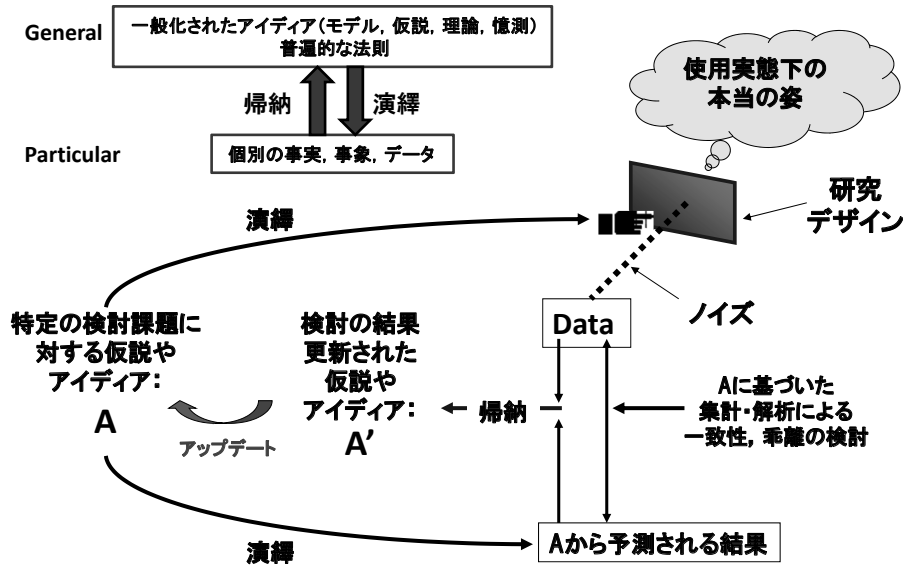 General
一般化されたアイディア(モデル, 仮説, 理論, 憶測)
普遍的な法則
帰納
演繹
Particular
個別の事実, 事象, データ
使用実態下の
本当の姿
研究
デザイン
演繹
ノイズ
Data
特定の検討課題に
対する仮説や
アイディア:
A
検討の結果
更新された
仮説や
アイディア:
A’
アップデート
帰納
Aに基づいた
集計・解析による
一致性, 乖離の検討
演繹
Aから予測される結果